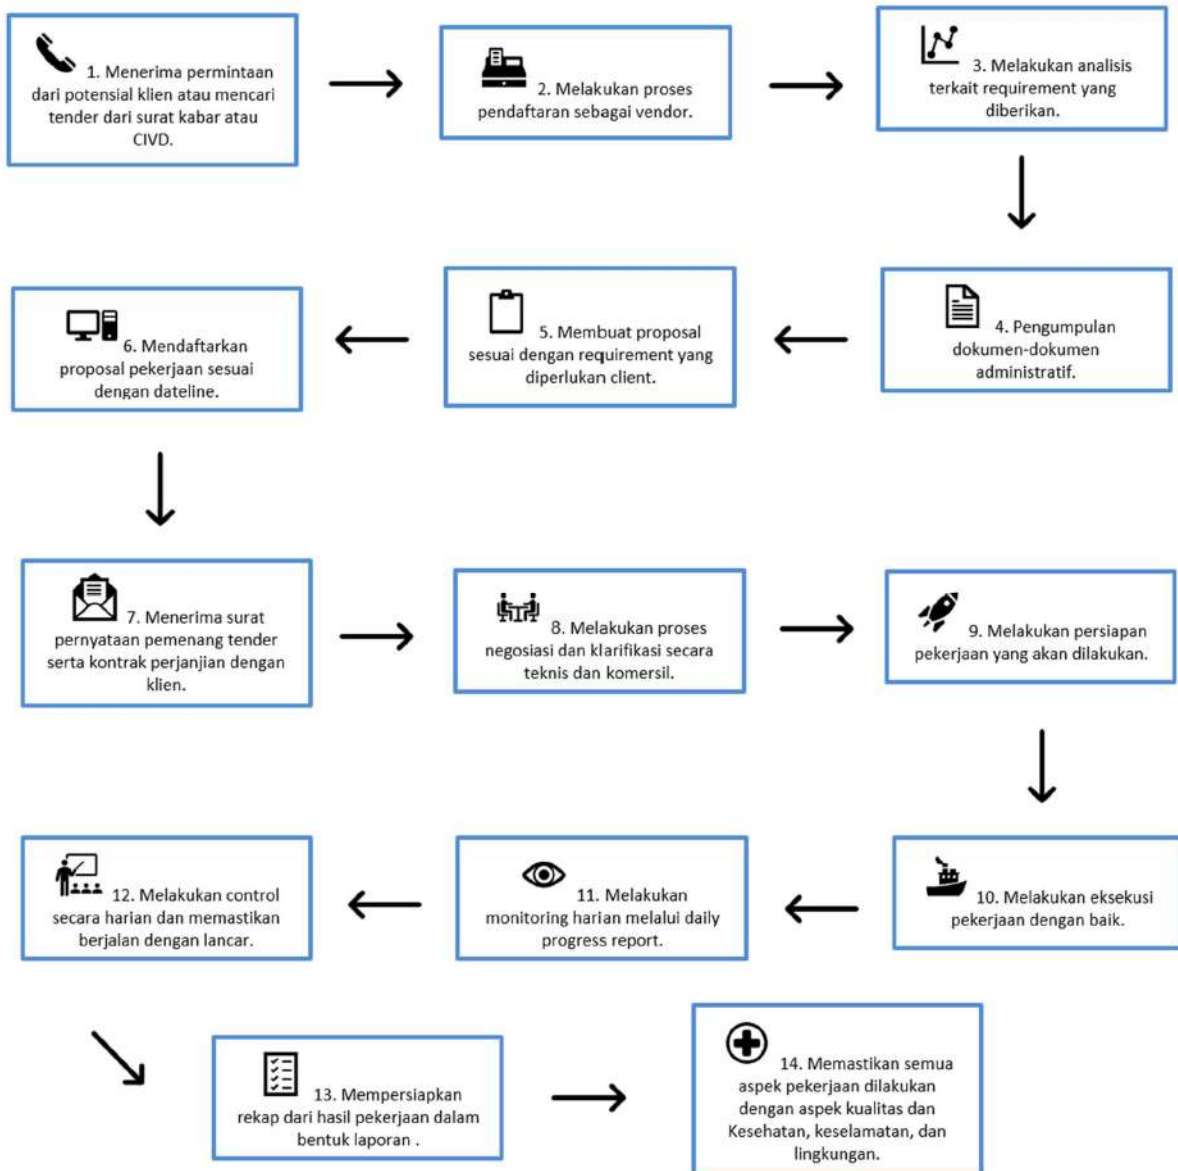 1. Menerima permintaan
dari potensial klien atau mencari
tender dari surat kabar atau
CIVD.
2. Melakukan proses
pendaftaran sebagai vendor.
3. Melakukan analisis
terkait requirement yang
diberikan.
4. Pengumpulan
dokumen-dokumen
administratif.
5. Membuat proposal
sesuai dengan requirement yang
diperlukan client.
6. Mendaftarkan
proposal pekerjaan sesuai
dengan dateline.
7. Menerima surat
pernyataan pemenang tender
serta kontrak perjanjian dengan
klien.
8. Melakukan proses
negosiasi dan klarifikasi secara
teknis dan komersil.
9. Melakukan persiapan
pekerjaan yang akan dilakukan.
10. Melakukan eksekusi
pekerjaan dengan baik.
11. Melakukan
monitoring harian melalui daily
progress report.
12. Melakukan control
secara harian dan memastikan
berjalan dengan lancar.
13. Mempersiapkan
rekap dari hasil pekerjaan dalam
bentuk laporan .
14. Memastikan semua
aspek pekerjaan dilakukan
dengan aspek kualitas dan
Kesehatan, keselamatan, dan
lingkungan.